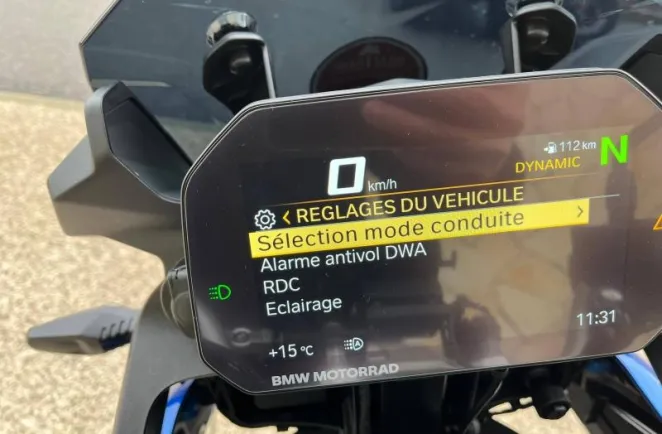 112 km
N
DYNAMIC
0 km/h
< REGLAGES DU VEHICULE
Sélection mode conduite >
Alarme antivol DWA
RDC
Eclairage
11:31
+15 °C
A
BMW MOTORRAD